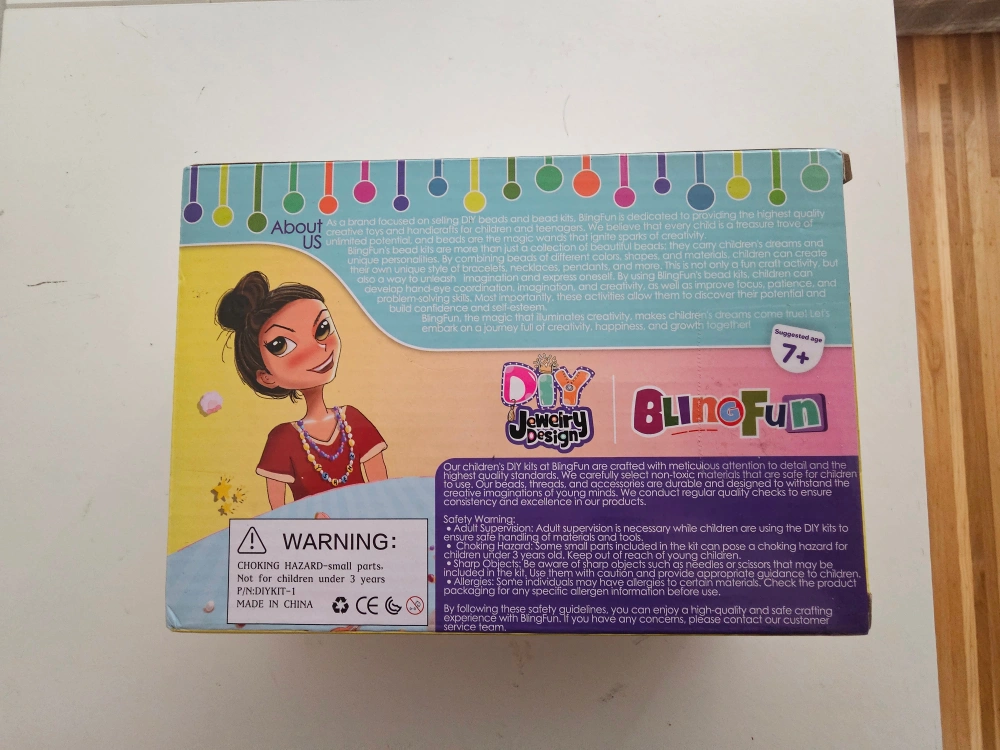 About
US
As a brand focused on selling DIY beads and bead kits, BlingFun is dedicated to providing the highest quality
creative toys and handicrafts for children and teenagers. We believe that every child is a treasure trove of
unlimited potential, and beads are the magic wands that ignite sparks of creativity.
BlingFun's bead kits are more than just a collection of beautiful beads; they carry children's dreams and
unique personalities. By combining beads of different colors, shapes, and materials, children can create
their own unique style of bracelets, necklaces, pendants, and more. This is not only a fun craft activity, but
also a way to unleash imagination and express oneself. By using BlingFun's bead kits, children can
develop hand-eye coordination, imagination, and creativity, as well as improve focus, patience, and
problem-solving skills. Most importantly, these activities allow them to discover their potential and
build confidence and self-esteem.
BlingFun, the magic that illuminates creativity, makes children's dreams come true! Let's
embark on a journey full of creativity, happiness, and growth together!
Suggested age
7+
DIY
Jewelry
Design
BLingFun
Our children's DIY kits at BlingFun are crafted with meticulous attention to detail and the
highest quality standards. We carefully select non-toxic materials that are safe for children
to use. Our beads, threads, and accessories are durable and designed to withstand the
creative imaginations of young minds. We conduct regular quality checks to ensure
consistency and excellence in our products.
Safety Warning:
• Adult Supervision: Adult supervision is necessary while children are using the DIY kits to
ensure safe handling of materials and tools.
• Choking Hazard: Some small parts included in the kit can pose a choking hazard for
children under 3 years old. Keep out of reach of young children.
• Sharp Objects: Be aware of sharp objects such as needles or scissors that may be
included in the kit. Use them with caution and provide appropriate guidance to children.
• Allergies: Some individuals may have allergies to certain materials. Check the product
packaging for any specific allergen information before use.
By following these safety guidelines, you can enjoy a high-quality and safe crafting
experience with BlingFun. If you have any concerns, please contact our customer
service team.
WARNING:
CHOKING HAZARD-small parts.
Not for children under 3 years
P/N:DIYKIT-1
MADE IN CHINA
CE